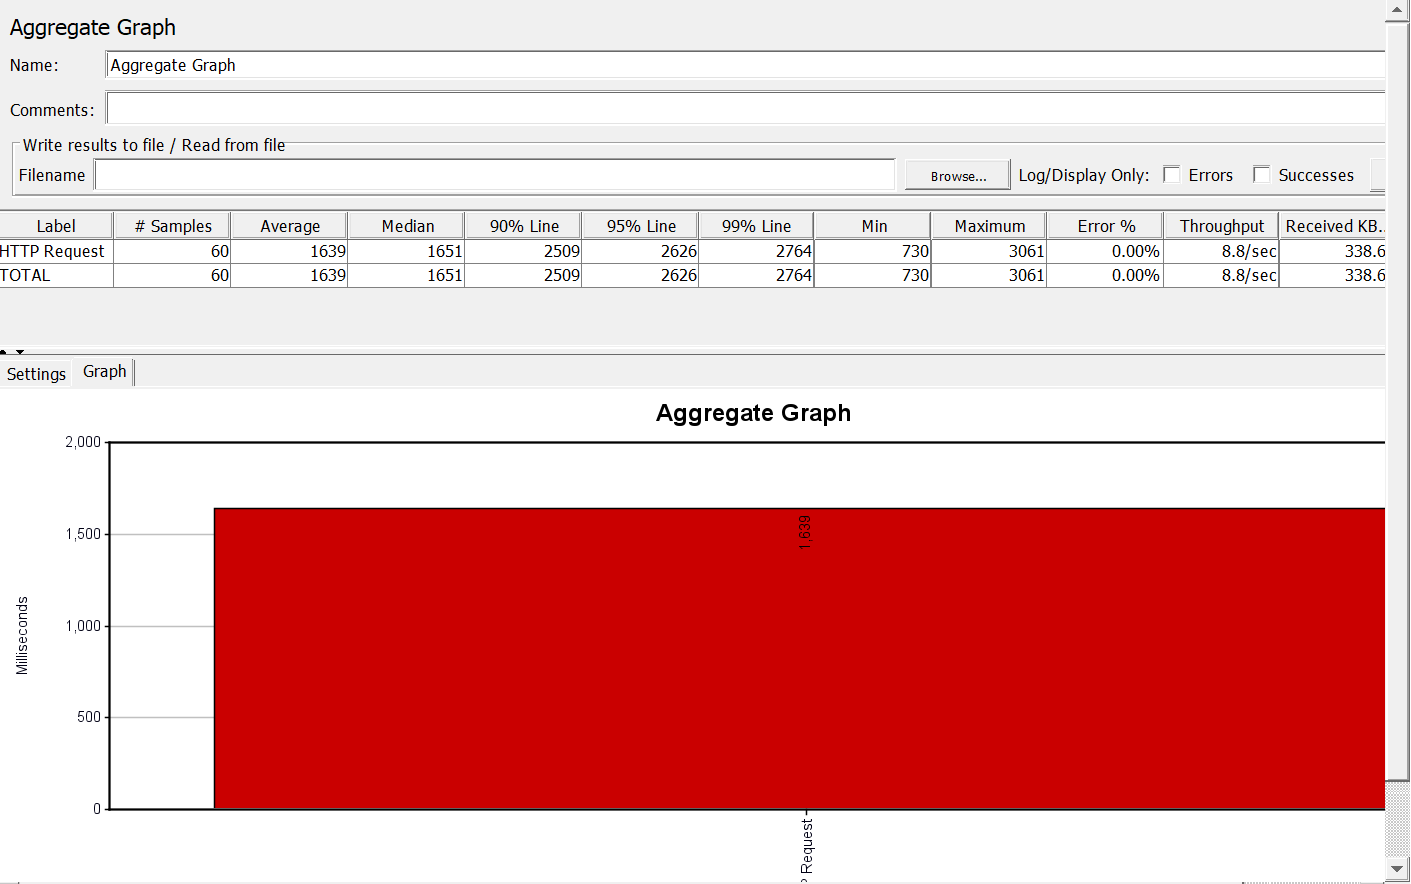 Aggregate Graph
Name: Aggregate Graph
Comments:
Write results to file / Read from file
Filename Browse... Log/Display Only: Errors Successes
Label # Samples Average Median 90% Line 95% Line 99% Line Min Maximum Error % Throughput Received KB..
HTTP Request 60 1639 1651 2509 2626 2764 730 3061 0.00% 8.8/sec 338.6
TOTAL 60 1639 1651 2509 2626 2764 730 3061 0.00% 8.8/sec 338.6
Settings Graph
Aggregate Graph
2,000
1,500
1,000
500
0
Milliseconds
1,639
P Request